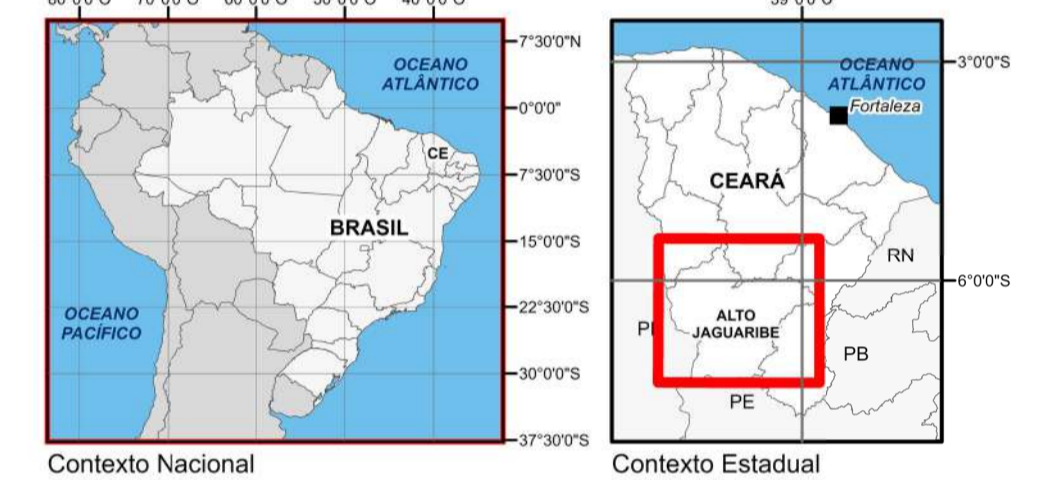 7°30'0"N
OCEANO
ATLÂNTICO
0°0'0"
CE
7°30'0"S
BRASIL
15°0'0"S
OCEANO
PACÍFICO
22°30'0"S
30°0'0"S
37°30'0"S
Contexto Nacional
OCEANO
ATLÂNTICO
3°0'0"S
Fortaleza
CEARÁ
RN
6°0'0"S
ALTO
JAGUARIBE
PB
PE
Contexto Estadual